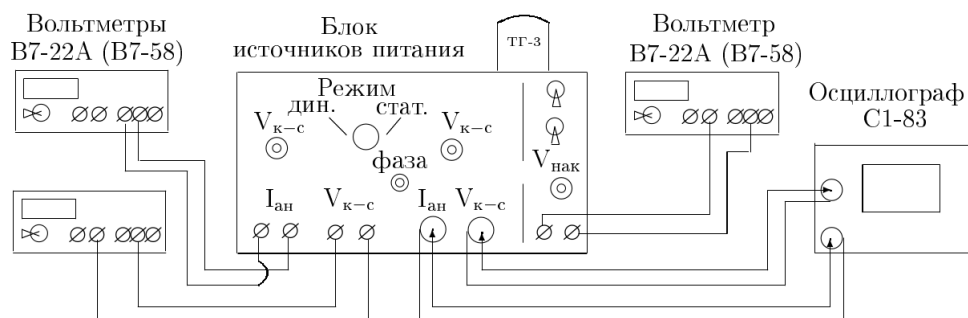 Вольтметры
В7-22А (В7-58)
Блок
источников питания
ТГ-3
Вольтметр
В7-22А (В7-58)
Осциллограф
С1-83
Режим
дин.
стат.
Vк−с
Vк−с
фаза
Vнак
Iан
Vк−с
Iан
Vк−с